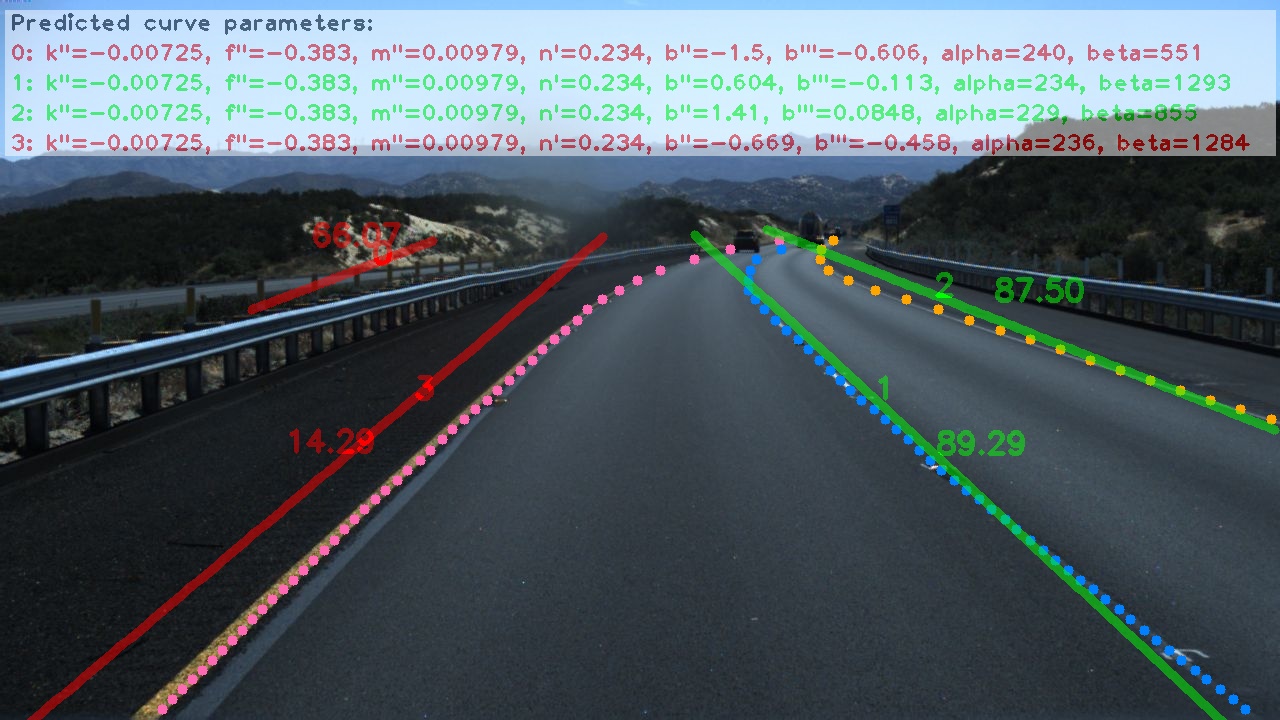 Predicted curve parameters:
0: k''=-0.00725, f''=-0.383, m''=0.00979, n'=0.234, b''=-1.5, b'''=-0.606, alpha=240, beta=551
1: k''=-0.00725, f''=-0.383, m''=0.00979, n'=0.234, b''=0.604, b'''=-0.113, alpha=234, beta=1293
2: k''=-0.00725, f''=-0.383, m''=0.00979, n'=0.234, b''=1.41, b'''=0.0848, alpha=229, beta=855
3: k''=-0.00725, f''=-0.383, m''=0.00979, n'=0.234, b''=-0.669, b'''=-0.458, alpha=236, beta=1284
66.07
0
2 87.50
3
1
14.29
89.29